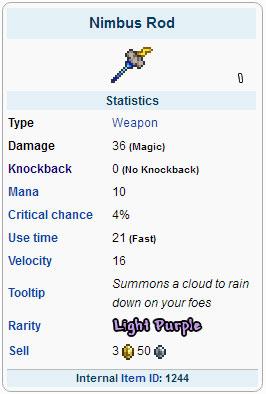 Nimbus Rod
Statistics
Type Weapon
Damage 36 (Magic)
Knockback 0 (No Knockback)
Mana 10
Critical chance 4%
Use time 21 (Fast)
Velocity 16
Tooltip Summons a cloud to rain
down on your foes
Rarity Light Purple
Sell 3 50
Internal Item ID: 1244